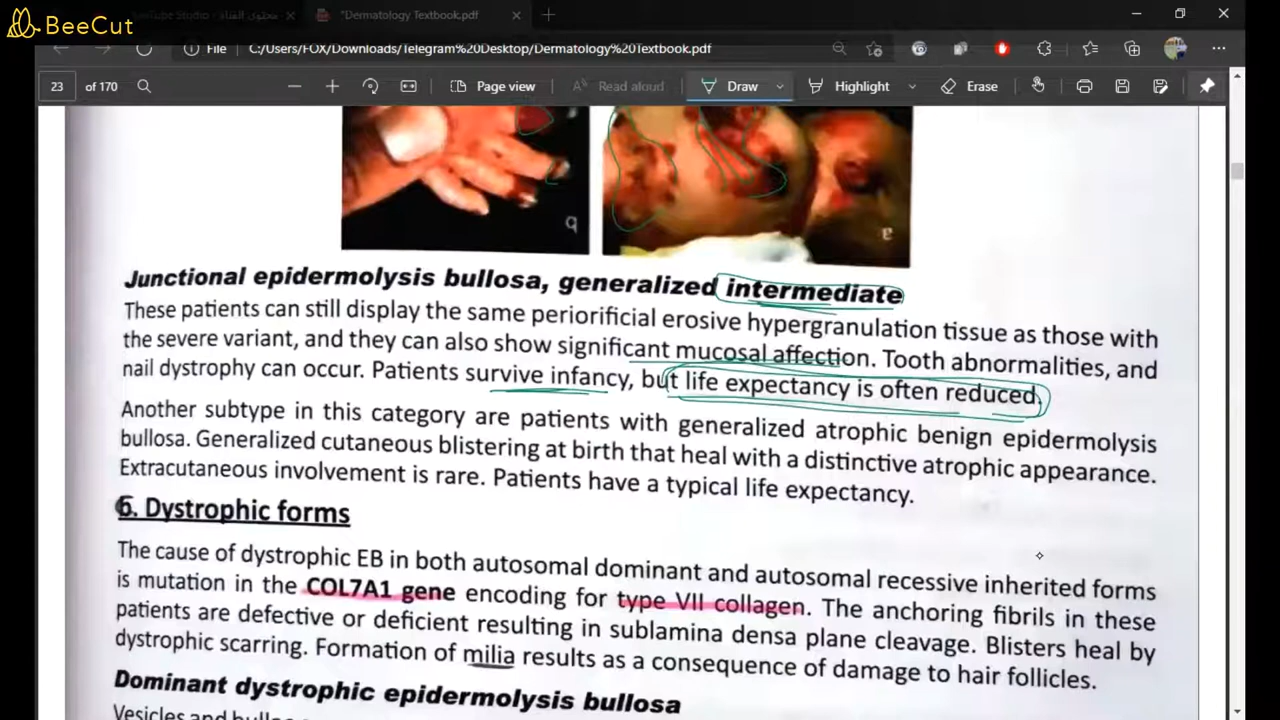 BeeCut
*Dermatology Textbook.pdf
File C:/Users/FOX/Downloads/Telegram%20Desktop/Dermatology%20Textbook.pdf
23 of 170 Page view Read aloud Draw Highlight Erase
Junctional epidermolysis bullosa, generalized intermediate
These patients can still display the same periorificial erosive hypergranulation tissue as those with
the severe variant, and they can also show significant mucosal affection. Tooth abnormalities, and
nail dystrophy can occur. Patients survive infancy, but life expectancy is often reduced.
Another subtype in this category are patients with generalized atrophic benign epidermolysis
bullosa. Generalized cutaneous blistering at birth that heal with a distinctive atrophic appearance.
Extracutaneous involvement is rare. Patients have a typical life expectancy.
6. Dystrophic forms
The cause of dystrophic EB in both autosomal dominant and autosomal recessive inherited forms
is mutation in the COL7A1 gene encoding for type VII collagen. The anchoring fibrils in these
patients are defective or deficient resulting in sublamina densa plane cleavage. Blisters heal by
dystrophic scarring. Formation of milia results as a consequence of damage to hair follicles.
Dominant dystrophic epidermolysis bullosa